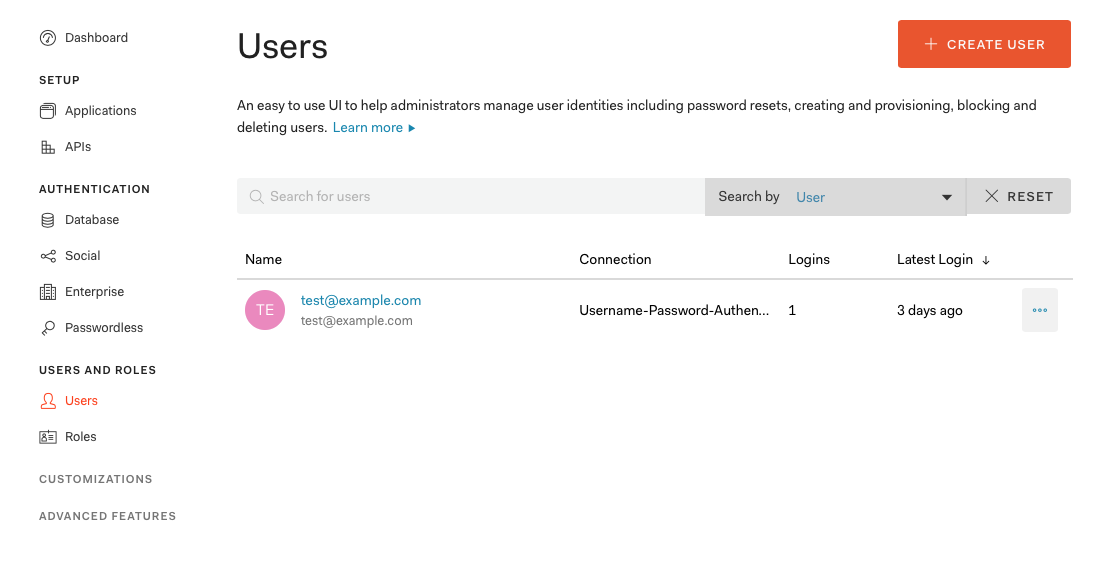 Dashboard
SETUP
Applications
APIs
AUTHENTICATION
Database
Social
Enterprise
Passwordless
USERS AND ROLES
Users
Roles
CUSTOMIZATIONS
ADVANCED FEATURES
Users
CREATE USER
An easy to use UI to help administrators manage user identities including password resets, creating and provisioning, blocking and
deleting users. Learn more
Search for users
Search by User
RESET
Name Connection Logins Latest Login
TE test@example.com Username-Password-Authen... 1 3 days ago
test@example.com